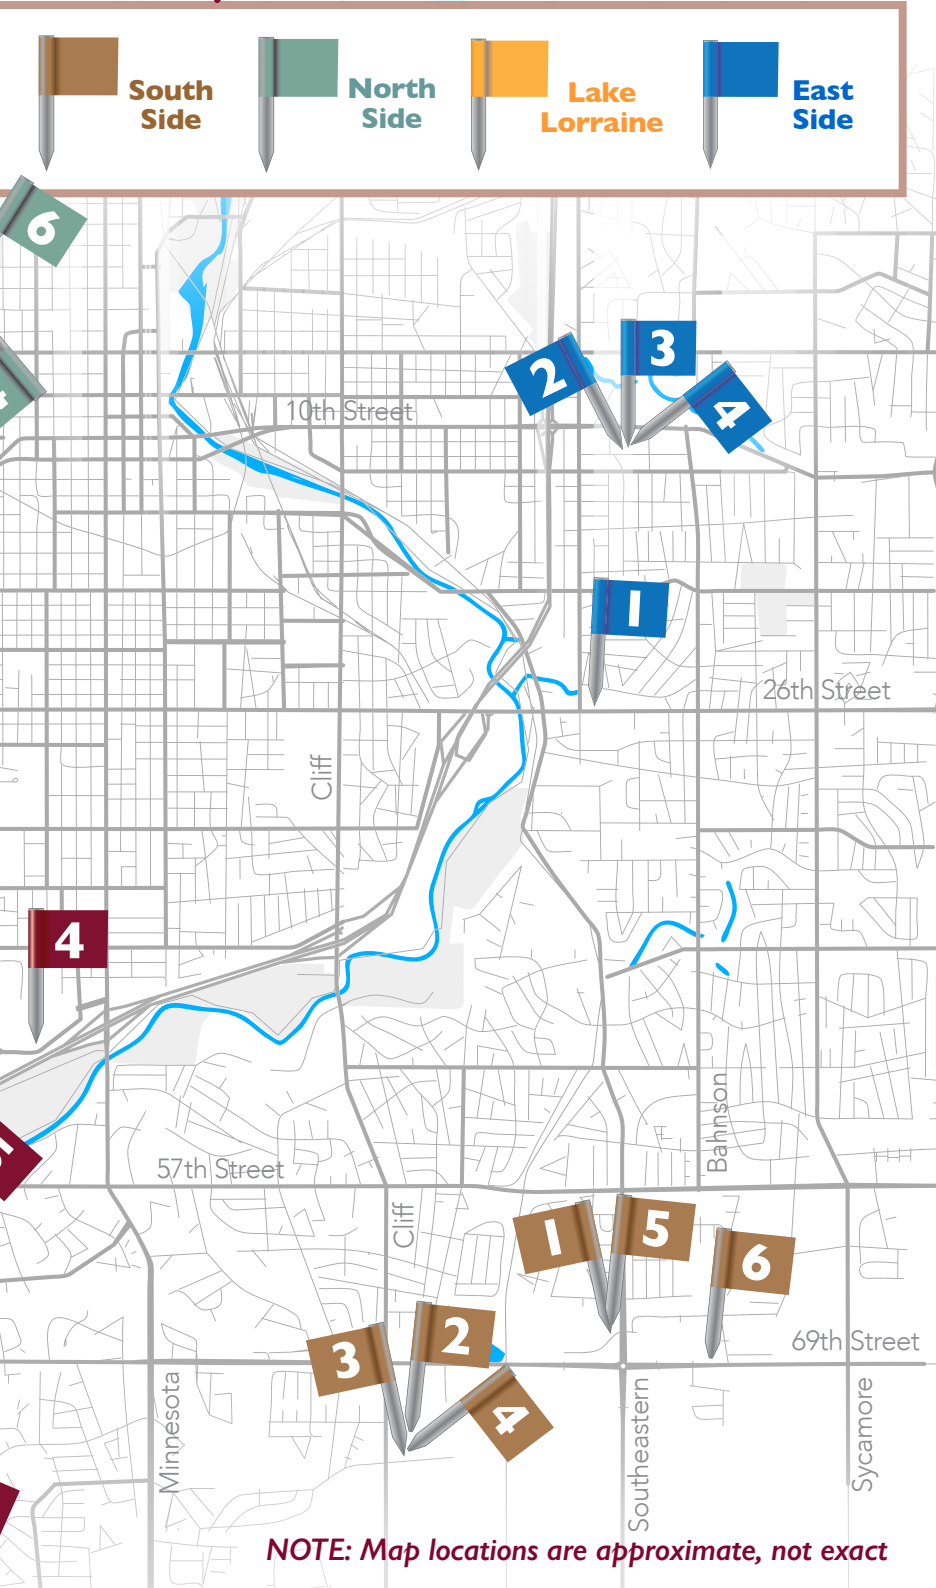 South
Side
North
Side
Lake
Lorraine
East
Side
6
3
2
4
10th Street
1
26th Street
Cliff
4
Bahnson
57th Street
Cliff
1
5
6
2
3
69th Street
4
Minnesota
Southeastern
Sycamore
NOTE: Map locations are approximate, not exact